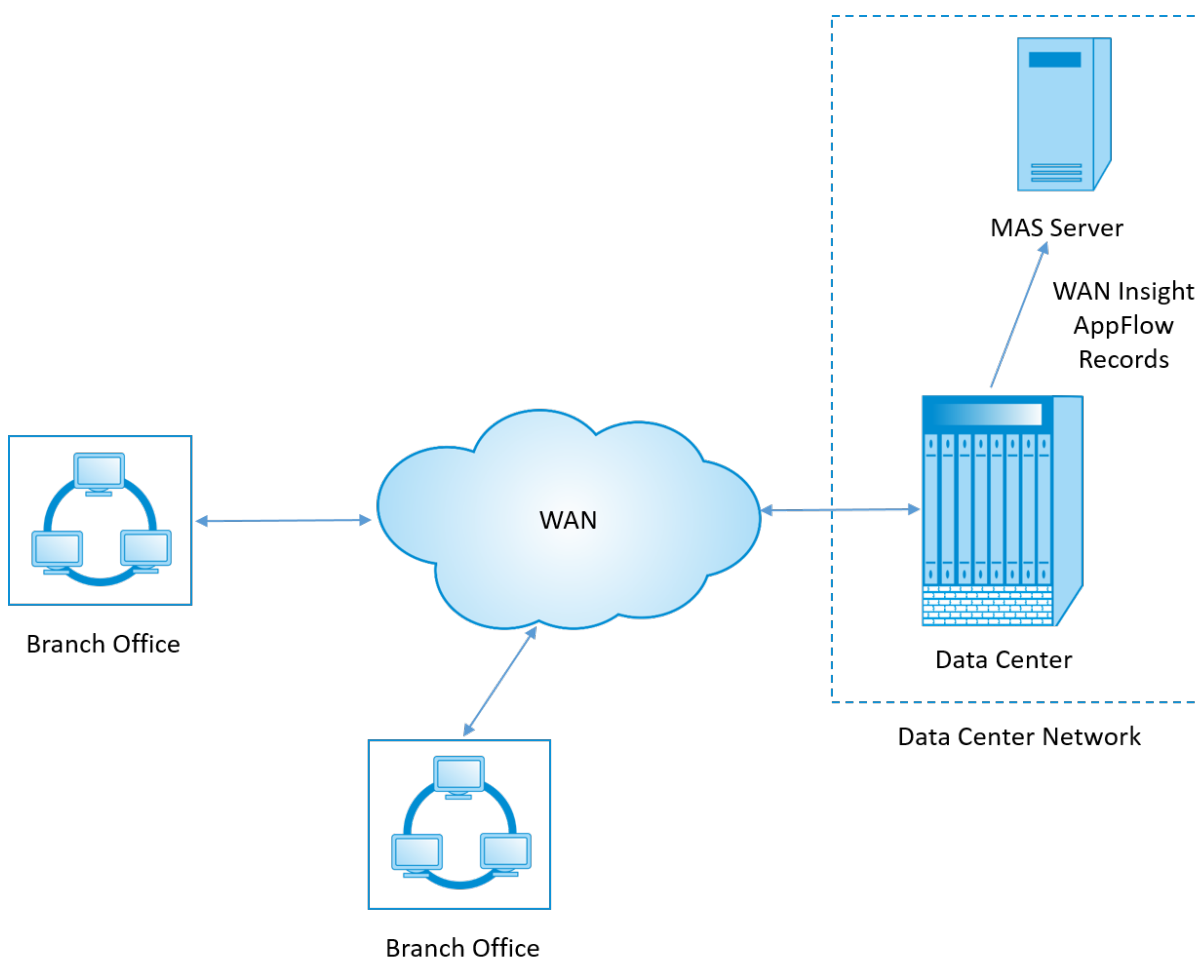 MAS Server
WAN Insight
AppFlow
Records
WAN
Branch Office
Data Center
Data Center Network
Branch Office